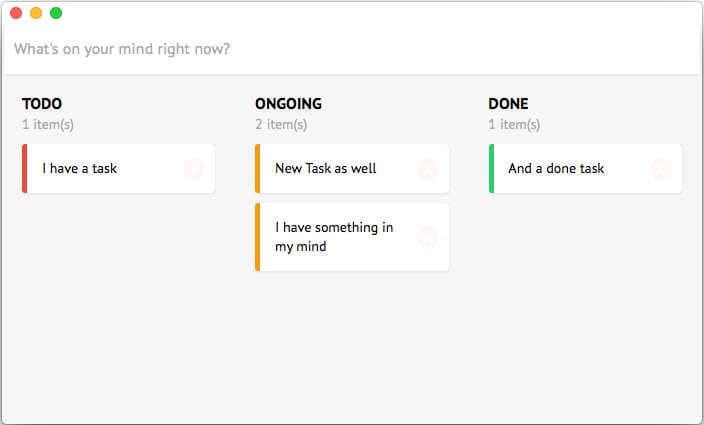 What's on your mind right now?
TODO
1 item(s)
I have a task
ONGOING
2 item(s)
New Task as well
I have something in
my mind
DONE
1 item(s)
And a done task